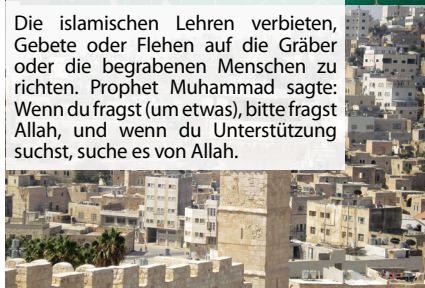 Die islamischen Lehren verbieten,
Gebete oder Flehen auf die Gräber
oder die begrabenen Menschen zu
richten. Prophet Muhammad sagte:
Wenn du fragst (um etwas), bitte fragst
Allah, und wenn du Unterstützung
suchst, suche es von Allah.